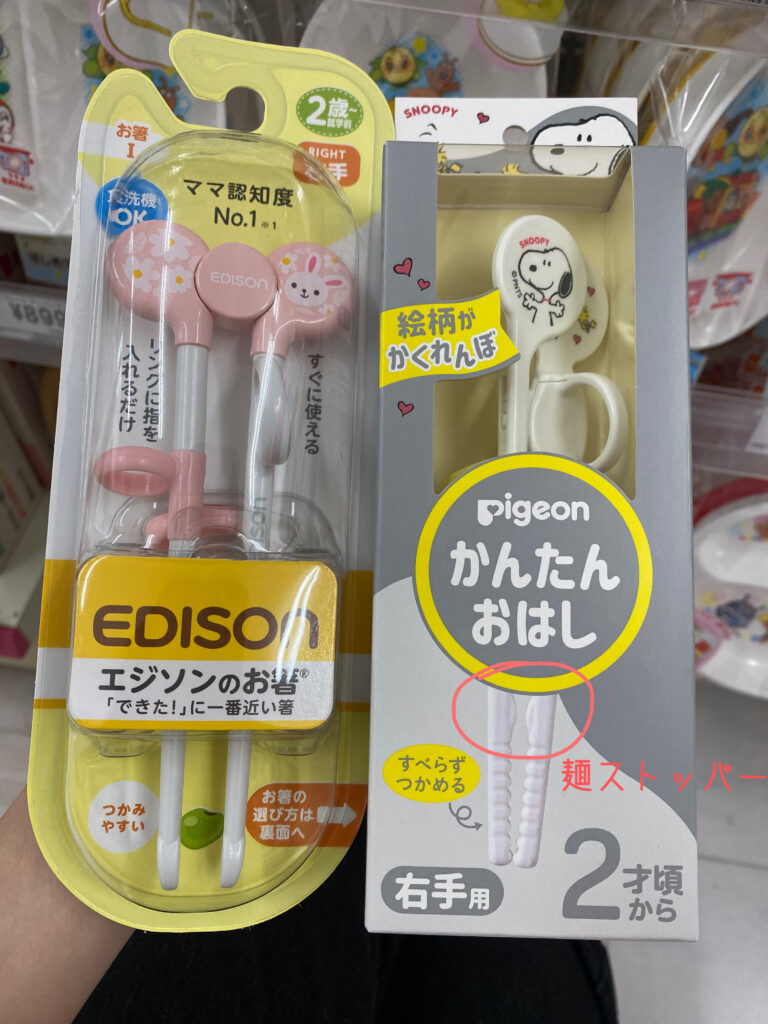 お箸
I
2歳~
就学前
RIGHT
手
食洗機
OK
ママ認知度
No.1 ※1
EDISON
リングに指を
入れるだけ
すぐに使える
EDISON
エジソンのお箸®
「できた!」に一番近い箸
つかみ
やすい
お箸の
選び方は
裏面へ
SNOOPY
SNOOPY
©PNTS
絵柄が
かくれんぼ
Pigeon
かんたん
おはし
麺ストッパー
すべらず
つかめる
右手用
2才頃
から